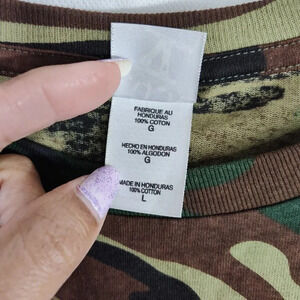 FABRIQUE AU
HONDURAS
100% COTON
G
HECHO EN HONDURAS
100% ALGODON
G
MADE IN HONDURAS
100% COTTON
L